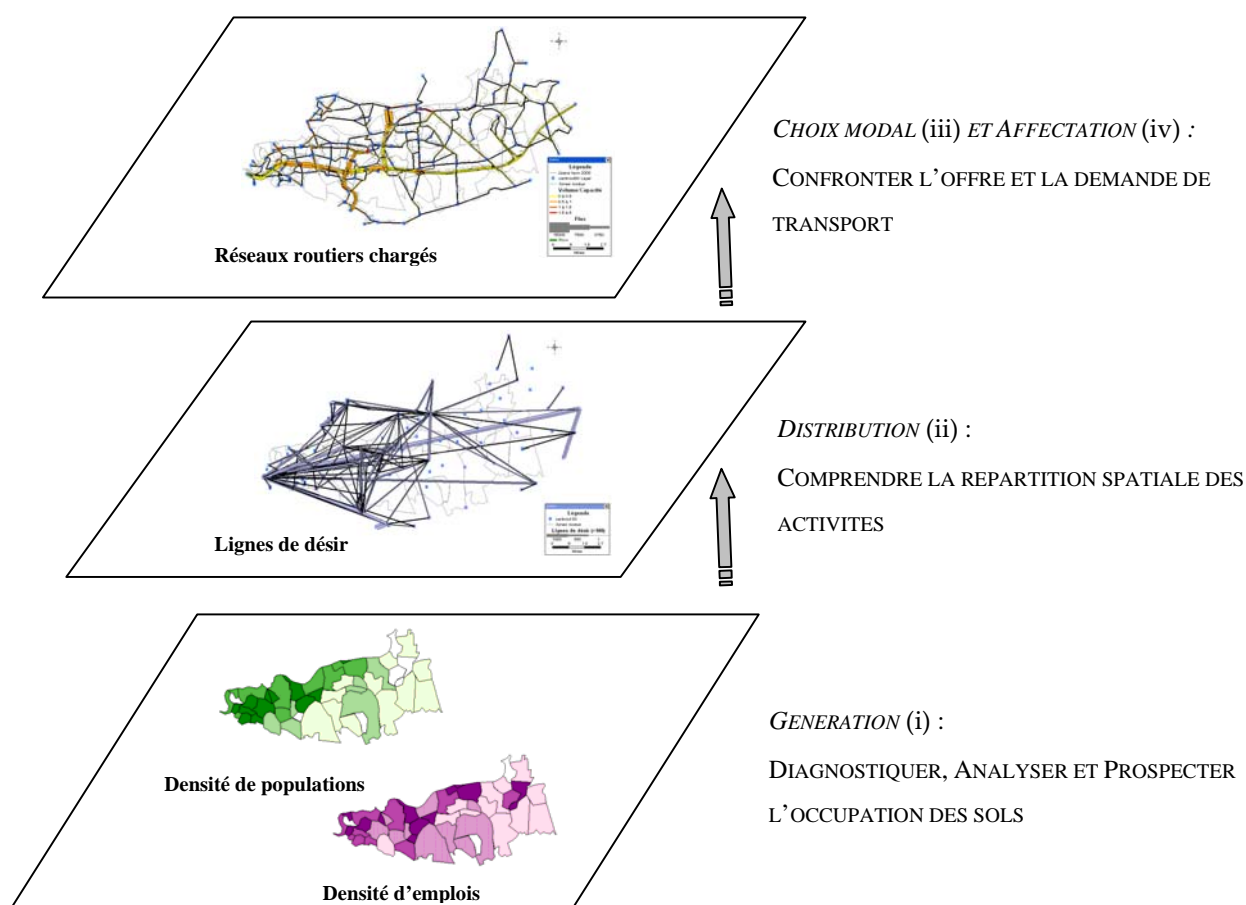 CHOIX MODAL (iii) ET AFFECTATION (iv) :
CONFRONTER L'OFFRE ET LA DEMANDE DE
TRANSPORT
Légende
Volume Capacité
Flux
Réseaux routiers chargés
DISTRIBUTION (ii) :
COMPRENDRE LA REPARTITION SPATIALE DES
ACTIVITES
Légende
Lignes de désir
Lignes de désir
GENERATION (i) :
DIAGNOSTIQUER, ANALYSER ET PROSPECTER
L'OCCUPATION DES SOLS
Densité de populations
Densité d'emplois